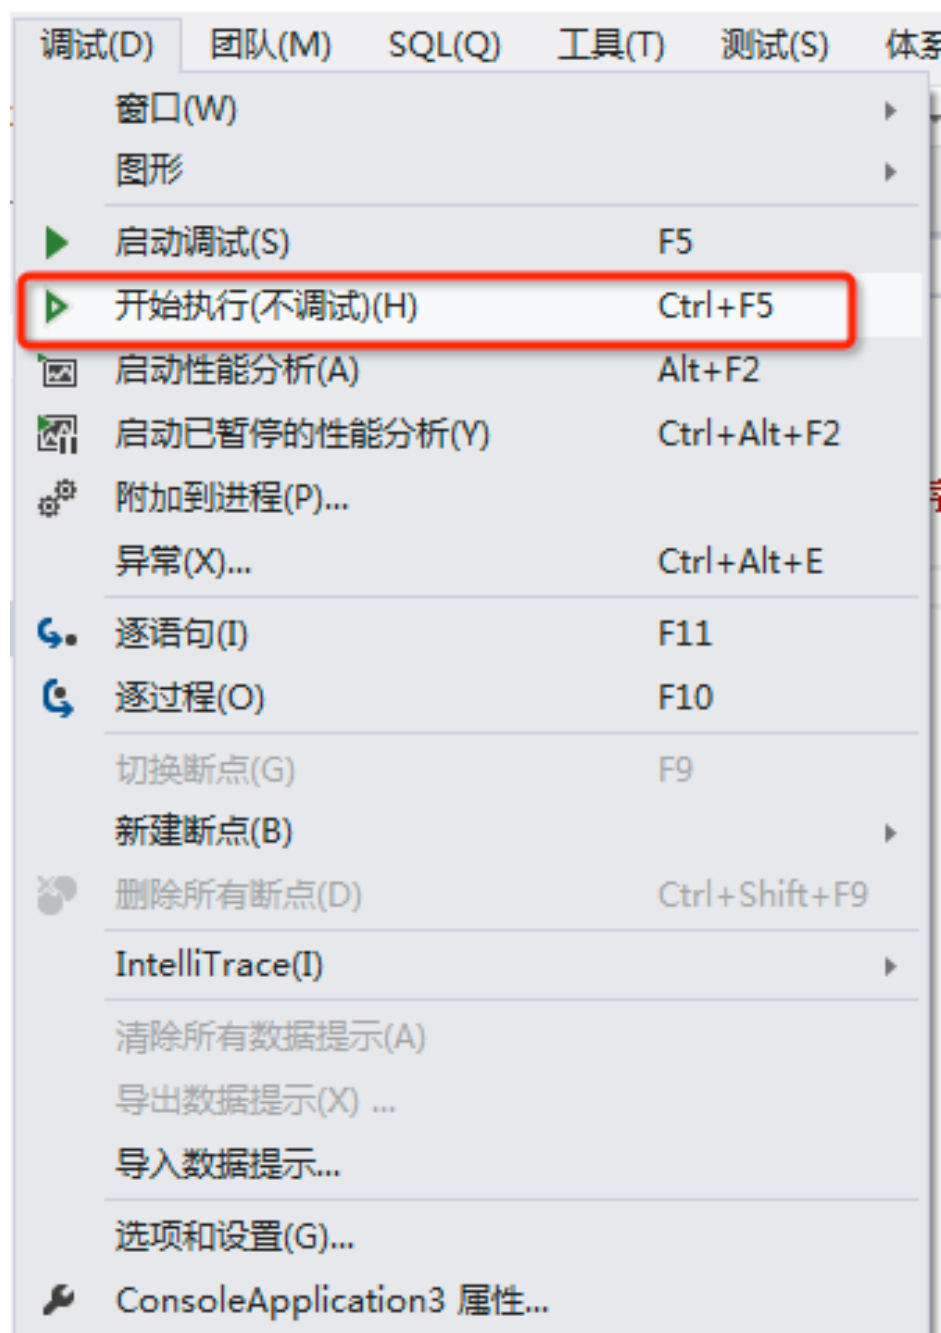 调试(D) 团队(M) SQL(Q) 工具(T) 测试(S) 体系
窗口(W)
图形
启动调试(S) F5
开始执行(不调试)(H) Ctrl+F5
启动性能分析(A) Alt+F2
启动已暂停的性能分析(Y) Ctrl+Alt+F2
附加到进程(P)...
异常(X)... Ctrl+Alt+E
逐语句(I) F11
逐过程(O) F10
切换断点(G) F9
新建断点(B)
删除所有断点(D) Ctrl+Shift+F9
IntelliTrace(I)
清除所有数据提示(A)
导出数据提示(X) ...
导入数据提示...
选项和设置(G)...
ConsoleApplication3 属性...